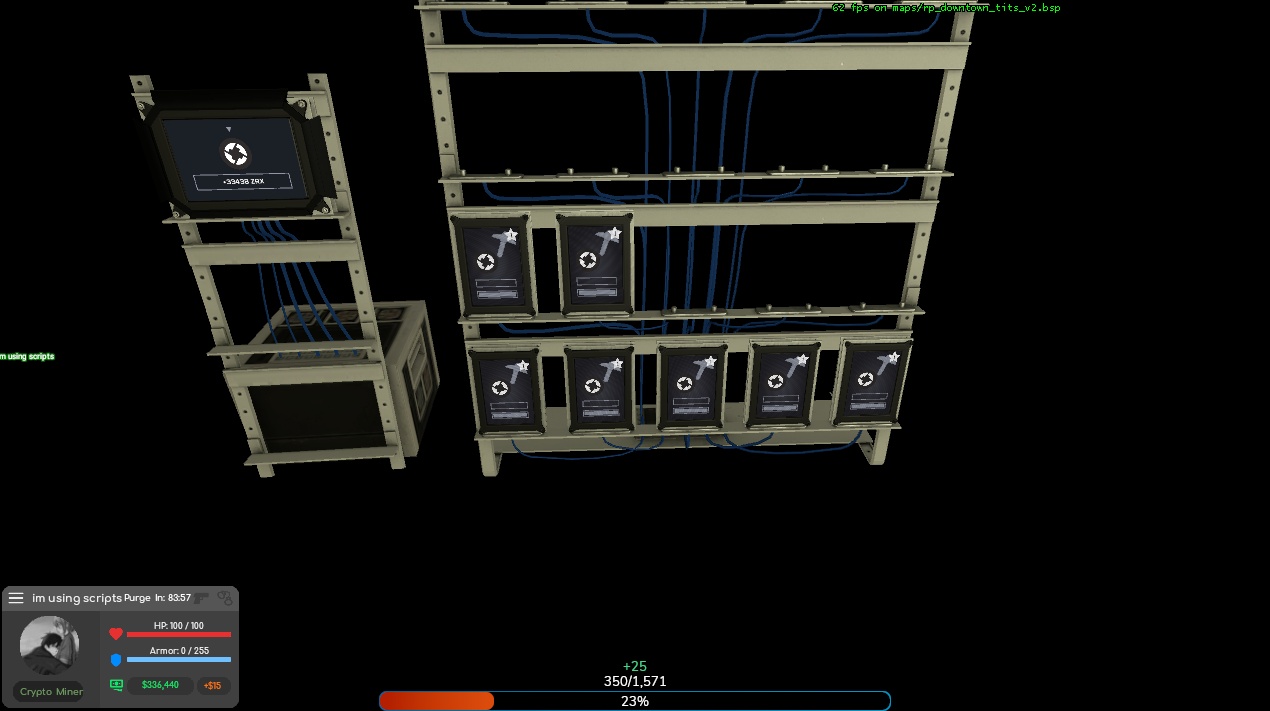 62 fps on maps/rp_downtown_tits_v2.bsp
+33438 ZRX
m using scripts
im using scripts Purge In: 83:57
HP: 100 / 100
Armor: 0 / 255
$336,440 +$15
Crypto Miner
+25
350/1,571
23%